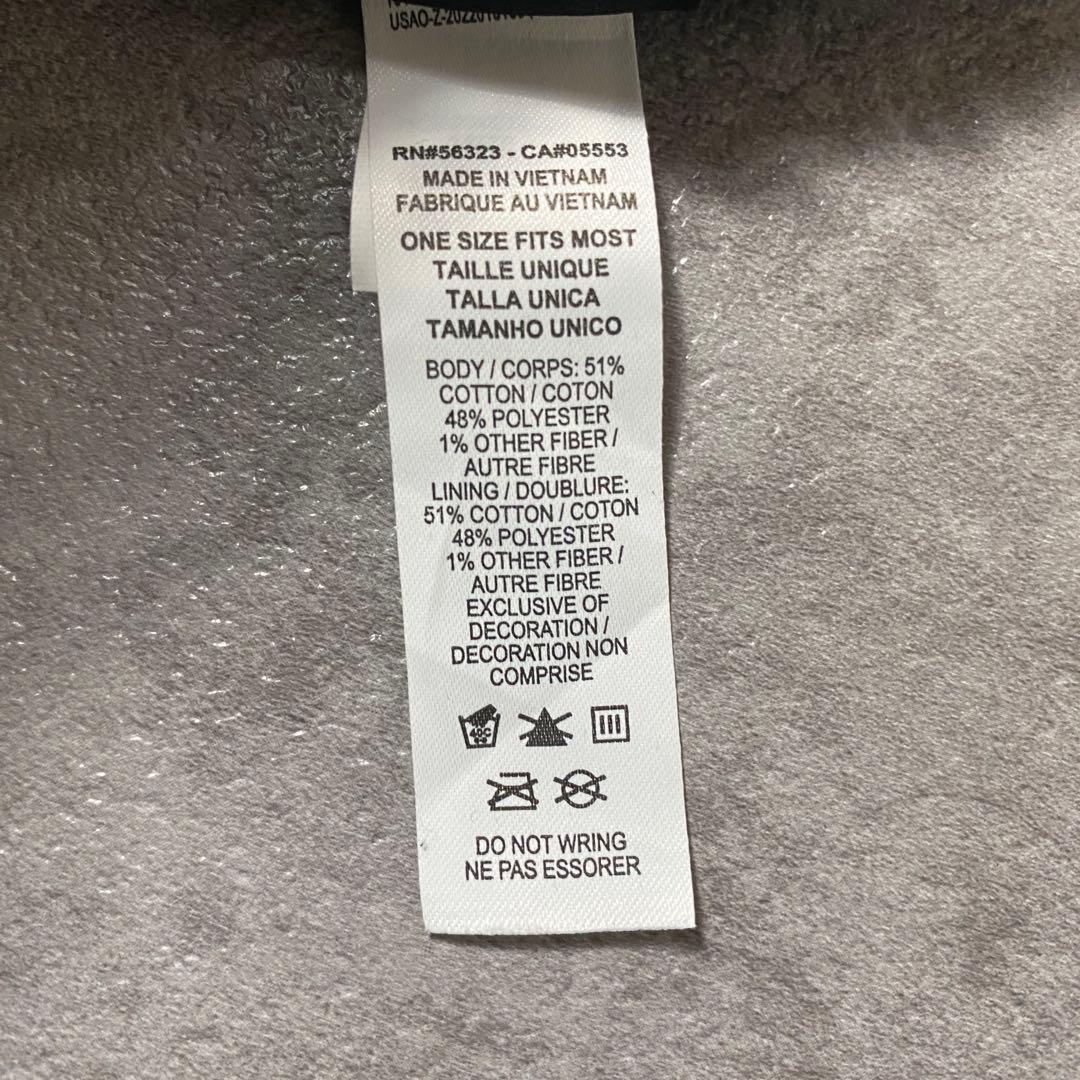 RN#56323 - CA#05553
MADE IN VIETNAM
FABRIQUE AU VIETNAM
ONE SIZE FITS MOST
TAILLE UNIQUE
TALLA UNICA
TAMANHO UNICO
BODY / CORPS: 51%
COTTON / COTON
48% POLYESTER
1% OTHER FIBER /
AUTRE FIBRE
LINING / DOUBLURE:
51% COTTON / COTON
48% POLYESTER
1% OTHER FIBER /
AUTRE FIBRE
EXCLUSIVE OF
DECORATION /
DECORATION NON
COMPRISE
40C
DO NOT WRING
NE PAS ESSORER